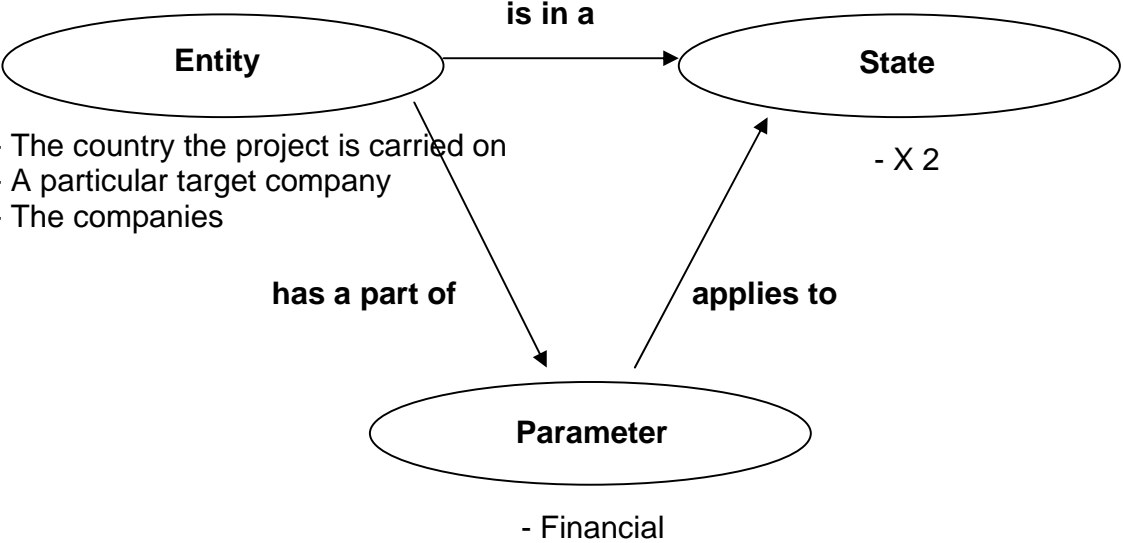 is in a
Entity
State
- The country the project is carried on
- A particular target company
- The companies
- X 2
has a part of
applies to
Parameter
- Financial